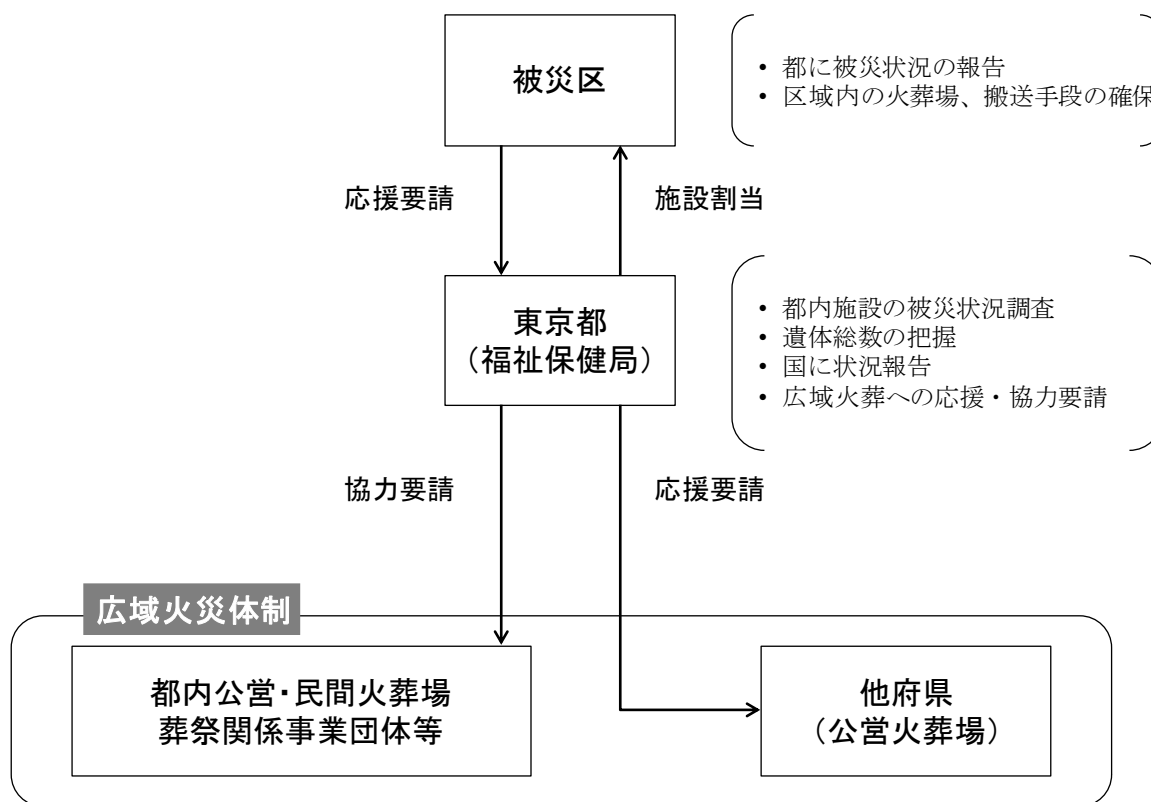 被災区
• 都に被災状況の報告
• 区域内の火葬場、搬送手段の確保
応援要請
施設割当
東京都
（福祉保健局）
• 都内施設の被災状況調査
• 遺体総数の把握
• 国に状況報告
• 広域火葬への応援・協力要請
協力要請
応援要請
広域火災体制
都内公営・民間火葬場
葬祭関係事業団体等
他府県
（公営火葬場）